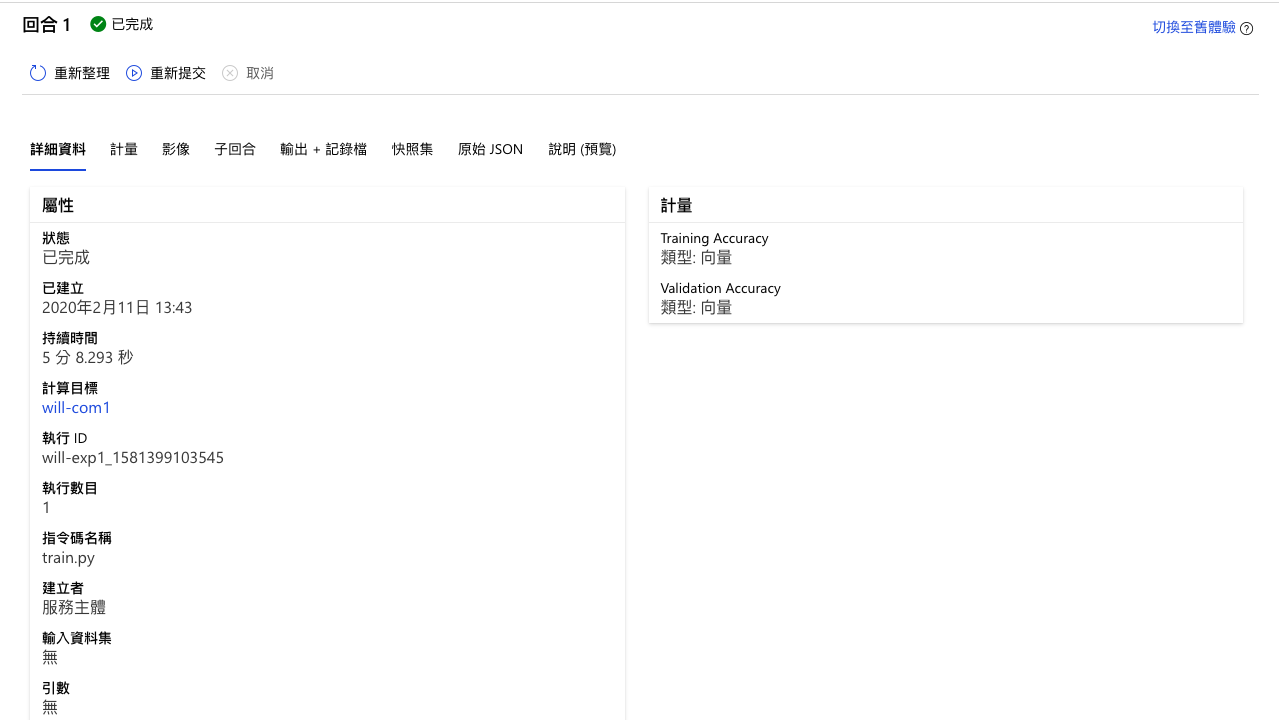 回合 1 已完成
切換至舊體驗
重新整理 重新提交 取消
詳細資料 計量 影像 子回合 輸出 + 記錄檔 快照集 原始 JSON 說明 (預覽)
屬性
狀態
已完成
已建立
2020年2月11日 13:43
持續時間
5 分 8.293 秒
計算目標
will-com1
執行 ID
will-exp1_1581399103545
執行數目
1
指令碼名稱
train.py
建立者
服務主體
輸入資料集
無
引數
無
計量
Training Accuracy
類型: 向量
Validation Accuracy
類型: 向量